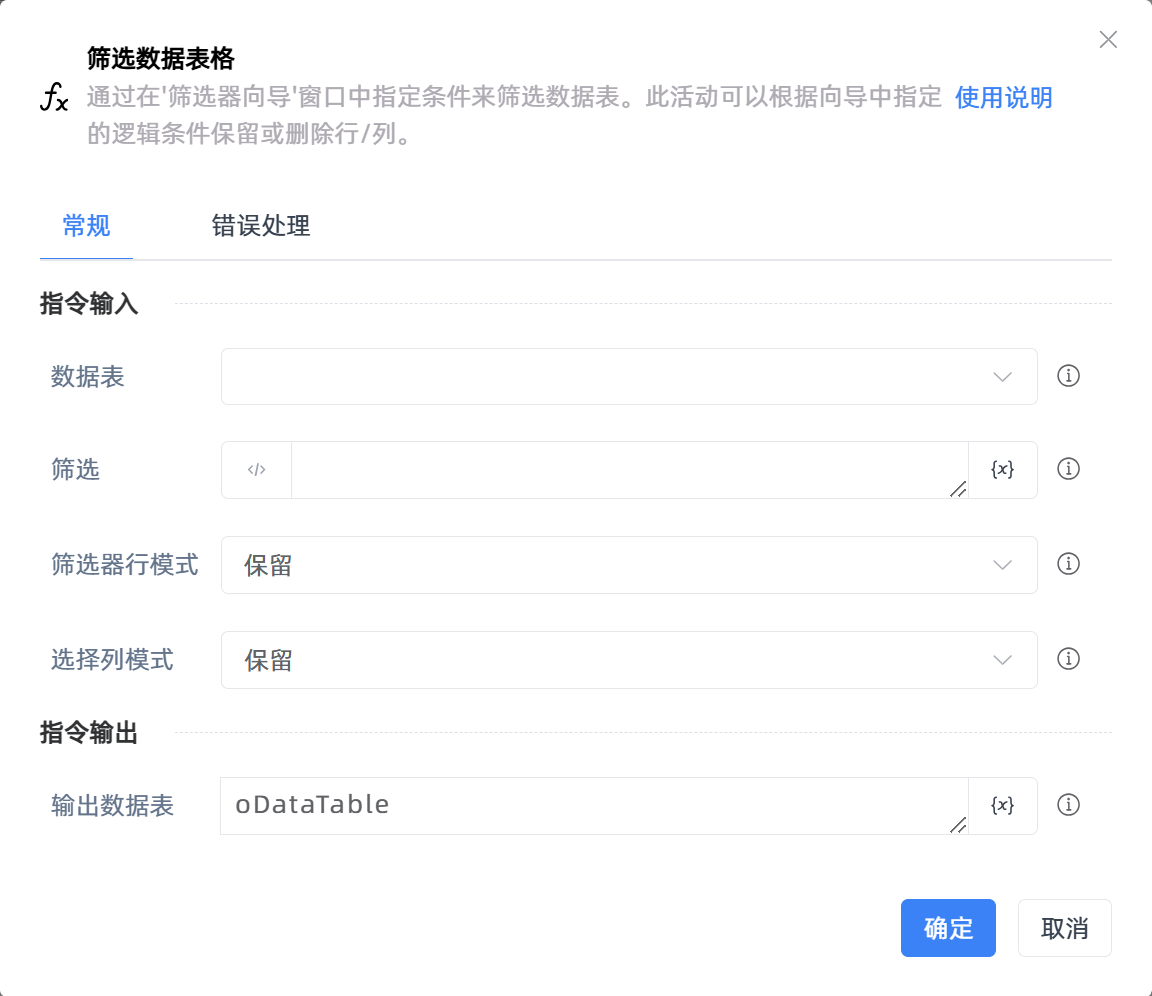 筛选数据表格
fx
通过在'筛选器向导'窗口中指定条件来筛选数据表。此活动可以根据向导中指定 使用说明
的逻辑条件保留或删除行/列。
常规 错误处理
指令输入
数据表
筛选 </> {x}
筛选器行模式 保留
选择列模式 保留
指令输出
输出数据表 oDataTable {x}
确定 取消